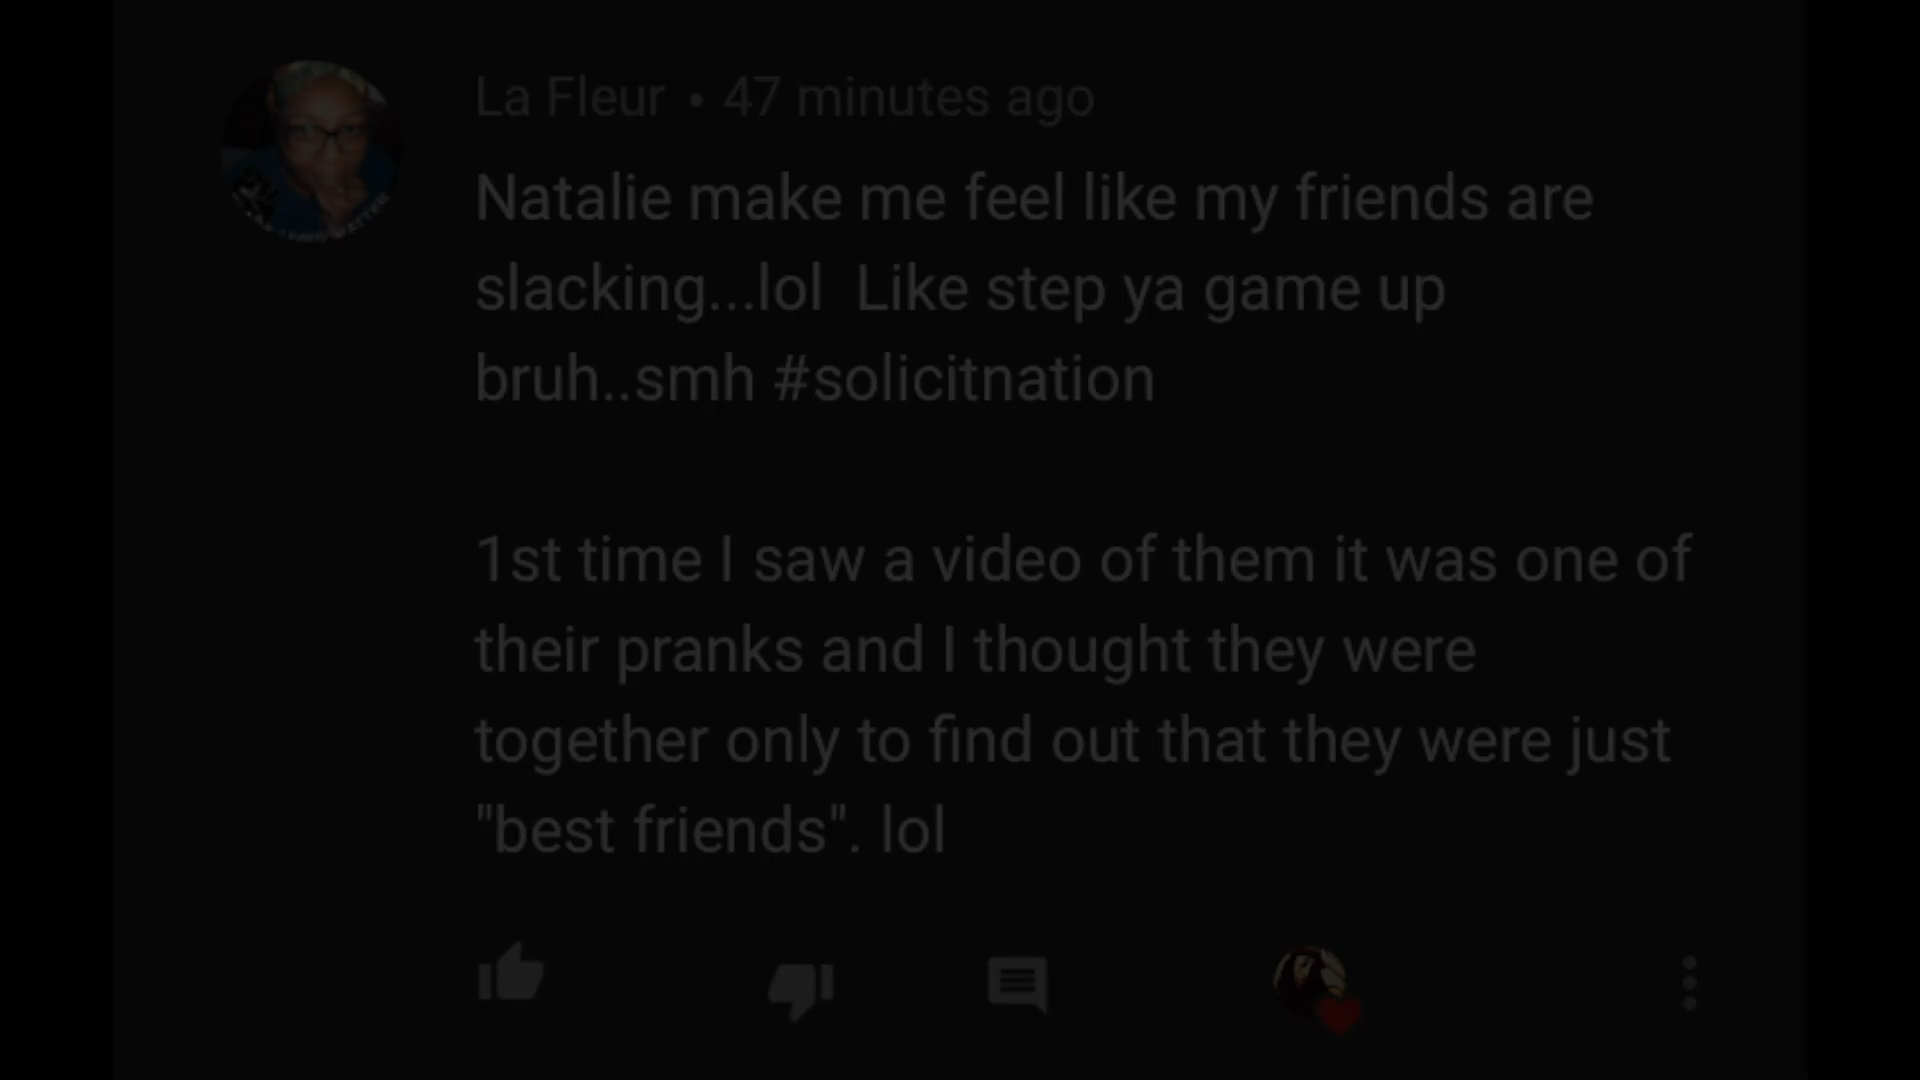 La Fleur • 47 minutes ago
Natalie make me feel like my friends are
slacking...lol  Like step ya game up
bruh..smh #solicitnation
1st time I saw a video of them it was one of
their pranks and I thought they were
together only to find out that they were just
"best friends". lol